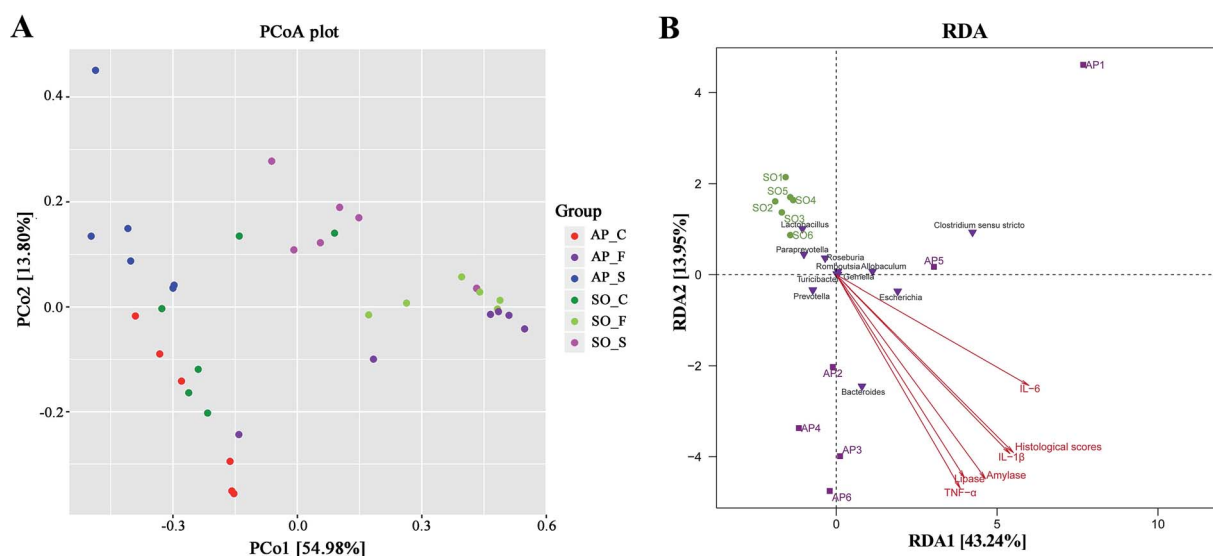 A
PCoA plot
0.4
0.2
0.0
-0.2
-0.3
0.0
0.3
0.6
PCo2 [13.80%]
PCo1 [54.98%]
Group
AP_C
AP_F
AP_S
SO_C
SO_F
SO_S
B
RDA
4
2
0
−2
−4
0
5
10
RDA2 [13.95%]
RDA1 [43.24%]
AP1
SO1
SO5
SO4
SO2
SO3
SO6
Lactobacillus
Clostridium sensu stricto
Paraprevotella
Roseburia
AP5
Romboutsia
Allobaculum
Turicibacter
Gemella
Prevotella
Escherichia
AP2
Bacteroides
IL−6
AP4
AP3
Histological scores
IL−1β
Lipase
Amylase
TNF−α
AP6